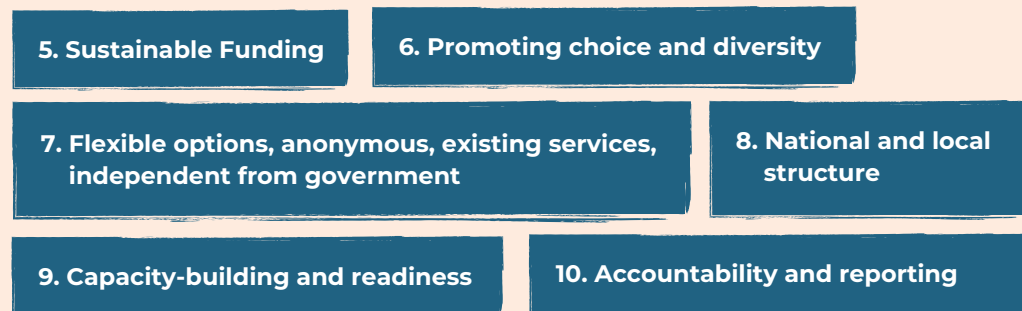 5. Sustainable Funding
6. Promoting choice and diversity
7. Flexible options, anonymous, existing services,
independent from government
8. National and local
structure
9. Capacity-building and readiness
10. Accountability and reporting